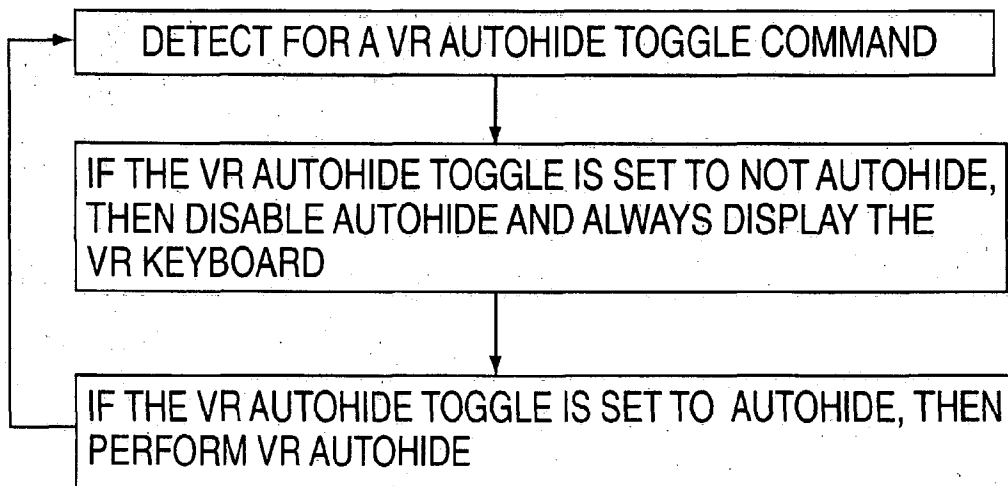 DETECT FOR A VR AUTOHIDE TOGGLE COMMAND
IF THE VR AUTOHIDE TOGGLE IS SET TO NOT AUTOHIDE,
THEN DISABLE AUTOHIDE AND ALWAYS DISPLAY THE
VR KEYBOARD
IF THE VR AUTOHIDE TOGGLE IS SET TO AUTOHIDE, THEN
PERFORM VR AUTOHIDE